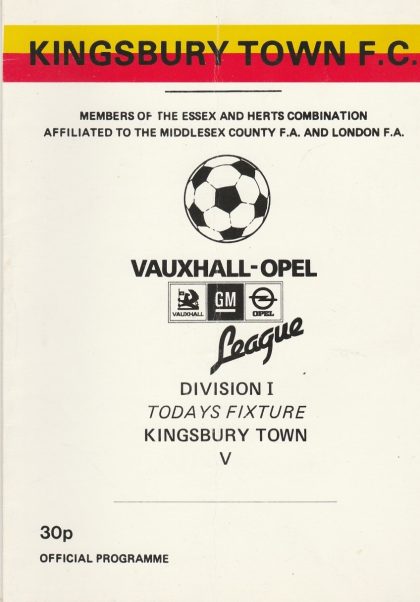 KINGSBURY TOWN F.C.
MEMBERS OF THE ESSEX AND HERTS COMBINATION
AFFILIATED TO THE MIDDLESEX COUNTY F.A. AND LONDON F.A.
VAUXHALL-OPEL
VAUXHALL GM OPEL
League
DIVISION I
TODAYS FIXTURE
KINGSBURY TOWN
V
30p
OFFICIAL PROGRAMME